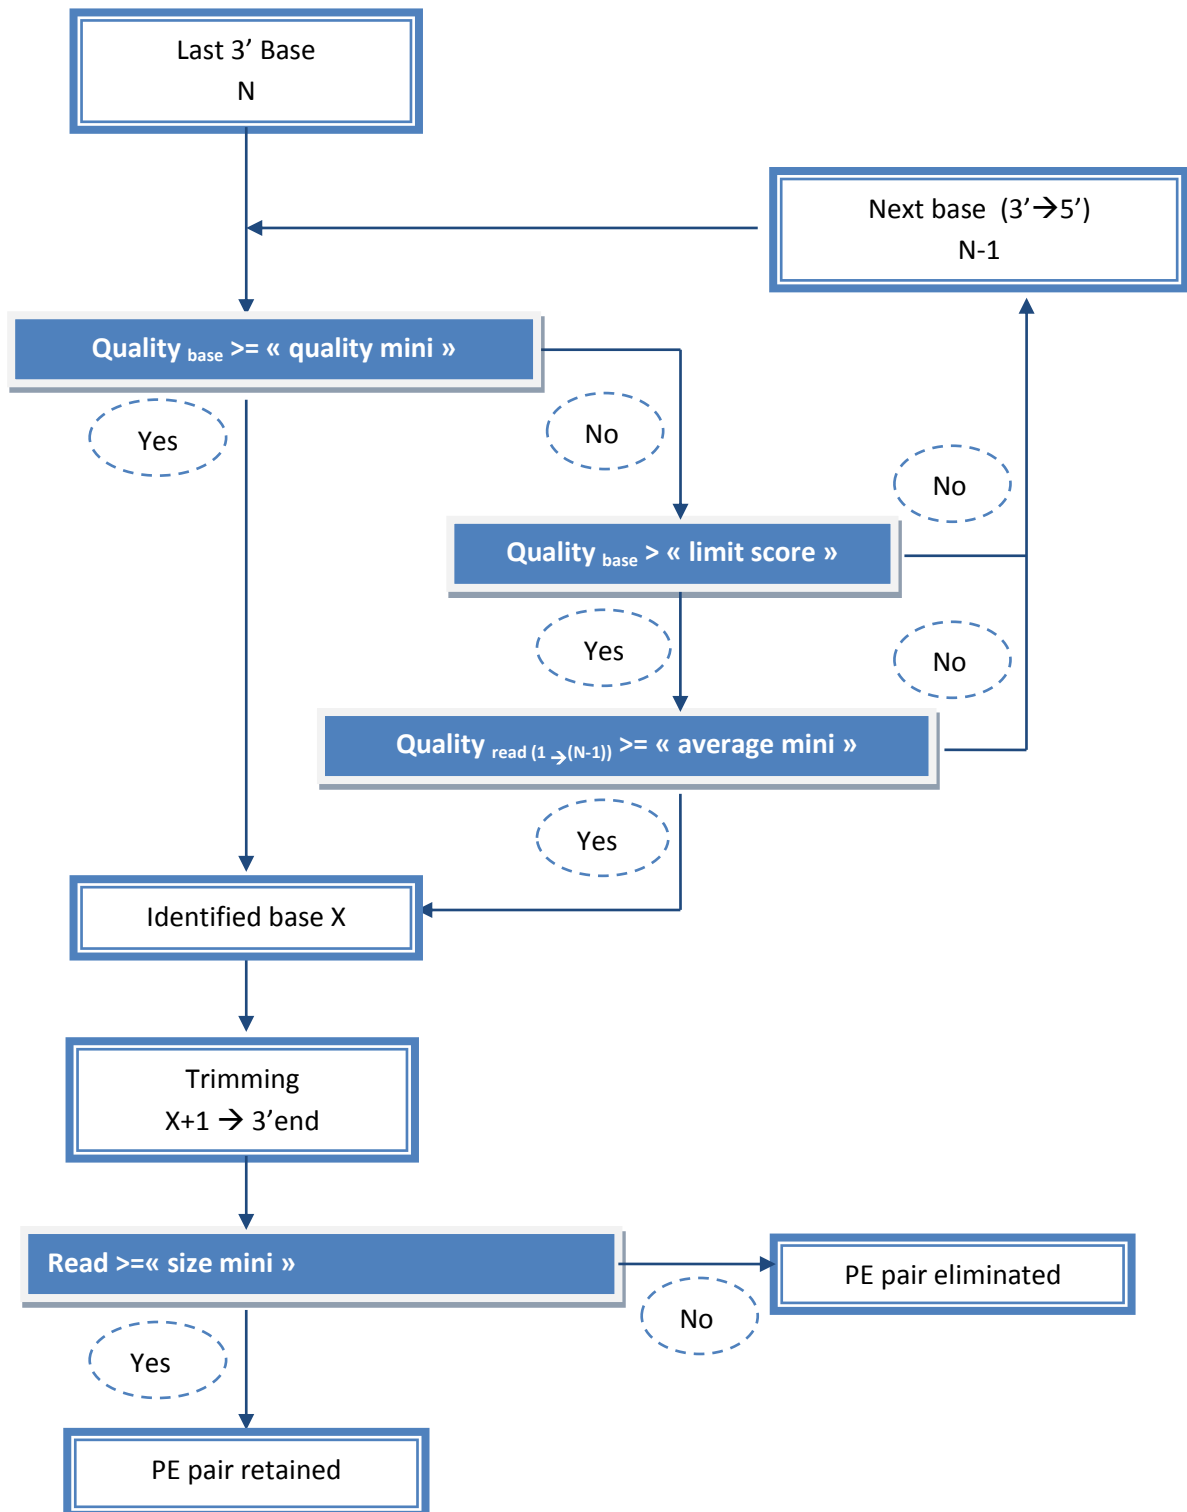 Last 3’ Base
N
Next base (3’→5’)
N-1
Quality base >= « quality mini »
Yes
No
No
Quality base > « limit score »
Yes
No
Quality read (1 →(N-1)) >= « average mini »
Yes
Identified base X
Trimming
X+1 → 3’end
Read >=« size mini »
PE pair eliminated
No
Yes
PE pair retained